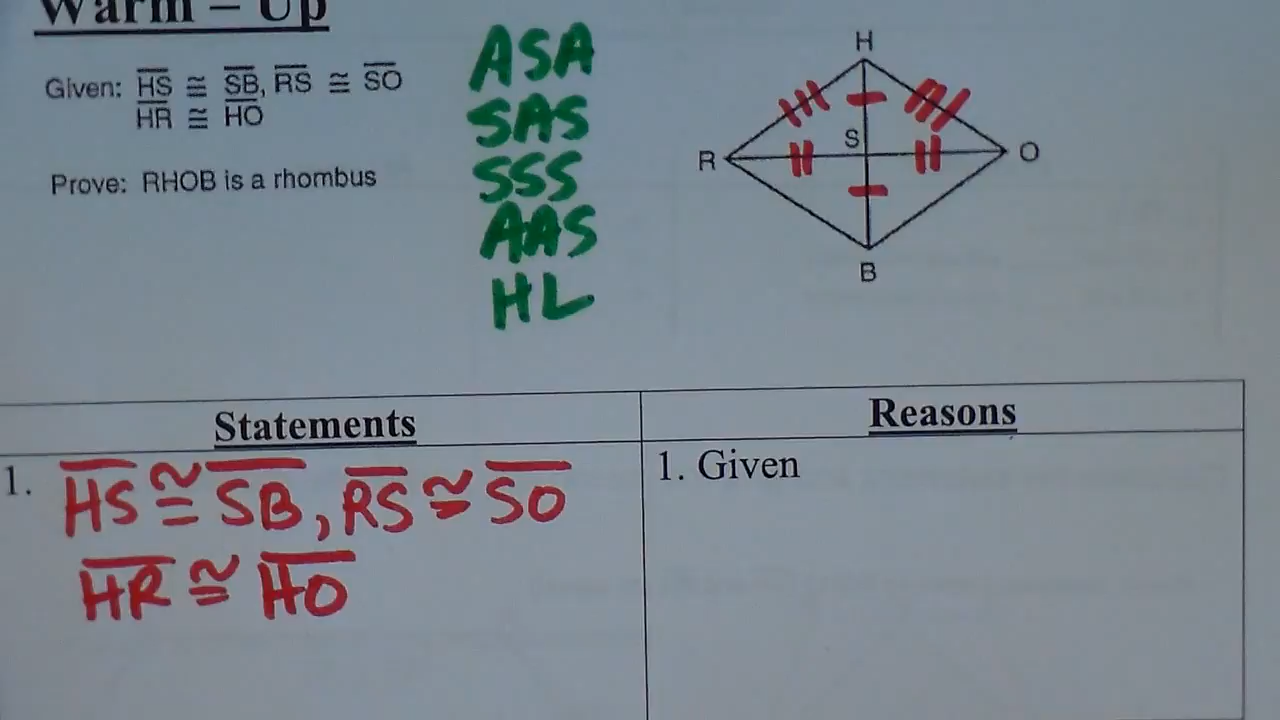 Warm – Up
Given: HS ≅ SB, RS ≅ SO
HR ≅ HO
Prove: RHOB is a rhombus
ASA
SAS
SSS
AAS
HL
H
S
R
O
B
Statements
Reasons
1. HS ≅ SB, RS ≅ SO
HR ≅ HO
1. Given